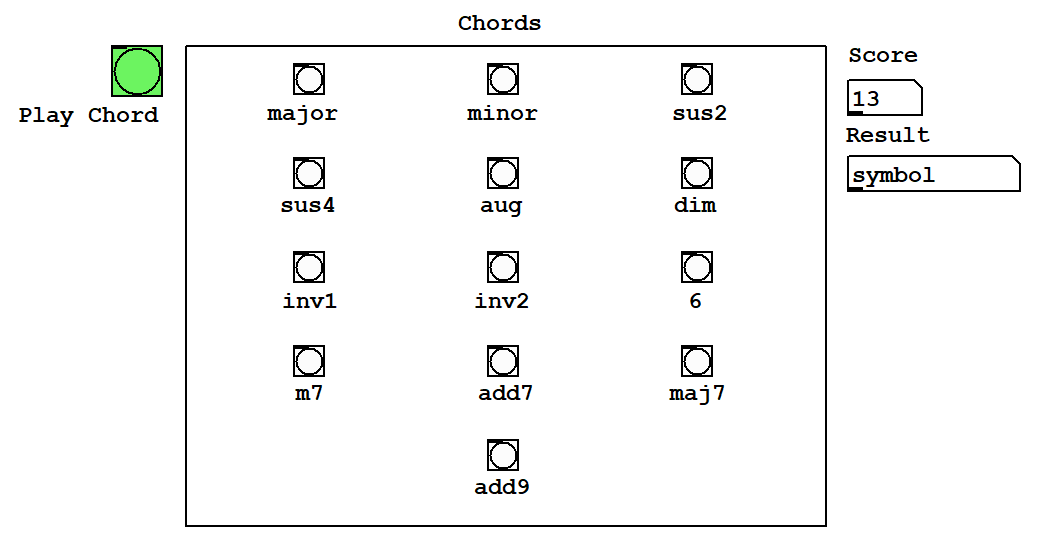 Chords
Play Chord
major minor sus2
sus4 aug dim
inv1 inv2 6
m7 add7 maj7
add9
Score
13
Result
symbol